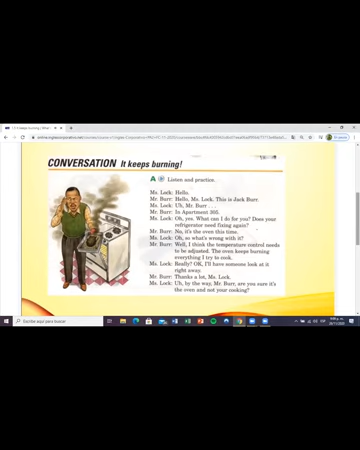 CONVERSATION It keeps burning!
A Listen and practice.
Ms. Lock: Hello.
Mr. Burr: Hello, Ms. Lock. This is Jack Burr.
Ms. Lock: Uh, Mr. Burr . . .
Mr. Burr: In Apartment 305.
Ms. Lock: Oh, yes. What can I do for you? Does your
refrigerator need fixing again?
Mr. Burr: No, it's the oven this time.
Ms. Lock: Oh, so what's wrong with it?
Mr. Burr: Well, I think the temperature control needs
to be adjusted. The oven keeps burning
everything I try to cook.
Ms. Lock: Really? OK, I'll have someone look at it
right away.
Mr. Burr: Thanks a lot, Ms. Lock.
Ms. Lock: Uh, by the way, Mr. Burr, are you sure it's
the oven and not your cooking?
Escribe aquí para buscar